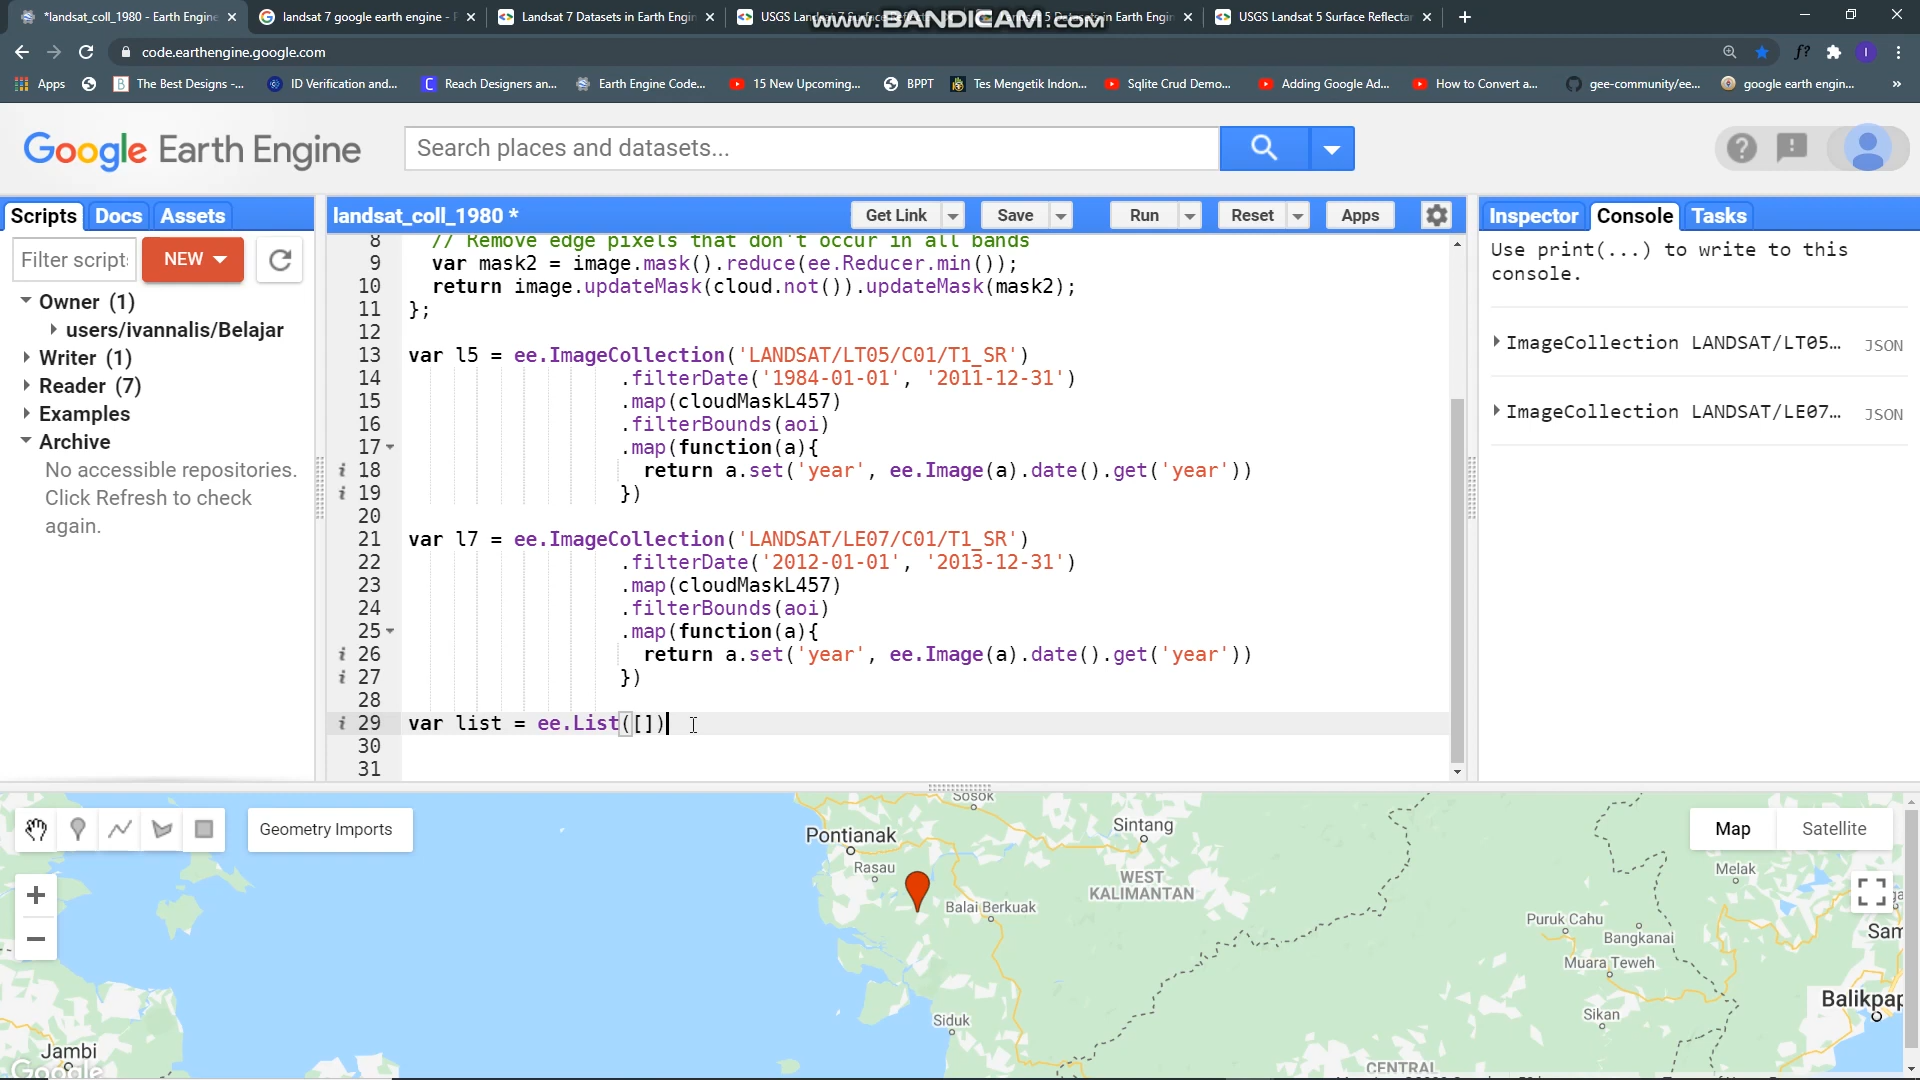 *landsat_coll_1980 - Earth Engine
landsat 7 google earth engine -
Landsat 7 Datasets in Earth Engin
in Earth Engin
USGS Landsat 5 Surface Reflectar
www.BANDICAM.com
code.earthengine.google.com
Apps
The Best Designs -...
ID Verification and...
Reach Designers an...
Earth Engine Code...
15 New Upcoming...
BPPT
Tes Mengetik Indon...
Sqlite Crud Demo...
Adding Google Ad...
How to Convert a...
gee-community/ee...
google earth engin...
»
Google Earth Engine
Search places and datasets...
Scripts
Docs
Assets
Filter script:
NEW
Owner (1)
users/ivannalis/Belajar
Writer (1)
Reader (7)
Examples
Archive
No accessible repositories.
Click Refresh to check
again.
landsat_coll_1980 *
Get Link
Save
Run
Reset
Apps
8 // Remove edge pixels that don't occur in all bands
9 var mask2 = image.mask().reduce(ee.Reducer.min());
10 return image.updateMask(cloud.not()).updateMask(mask2);
11 };
12
13 var l5 = ee.ImageCollection('LANDSAT/LT05/C01/T1_SR')
14 .filterDate('1984-01-01', '2011-12-31')
15 .map(cloudMaskL457)
16 .filterBounds(aoi)
17 .map(function(a){
i 18 return a.set('year', ee.Image(a).date().get('year'))
i 19 })
20
21 var l7 = ee.ImageCollection('LANDSAT/LE07/C01/T1_SR')
22 .filterDate('2012-01-01', '2013-12-31')
23 .map(cloudMaskL457)
24 .filterBounds(aoi)
25 .map(function(a){
i 26 return a.set('year', ee.Image(a).date().get('year'))
i 27 })
28
i 29 var list = ee.List([])
30
31
Inspector
Console
Tasks
Use print(...) to write to this
console.
ImageCollection LANDSAT/LT05... JSON
ImageCollection LANDSAT/LE07... JSON
Geometry Imports
Map
Satellite
+
−
Sosok
Pontianak
Sintang
Rasau
WEST
KALIMANTAN
Balai Berkuak
Melak
Puruk Cahu
Bangkanai
Sam
Muara Teweh
Balikpap
Siduk
Sikan
Jambi
CENTRAL
Google